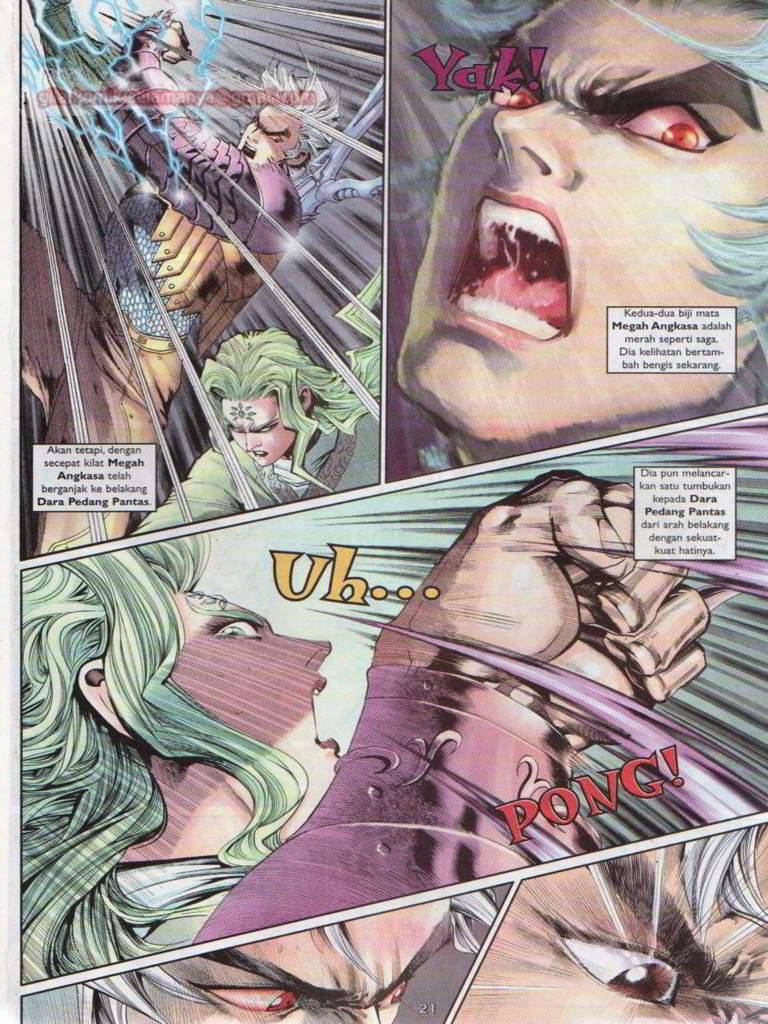 Yak!
Kedua-dua biji mata
Megah Angkasa adalah
merah seperti saga.
Dia kelihatan bertam-
bah bengis sekarang.
Akan tetapi, dengan
secepat kilat Megah
Angkasa telah
berganjak ke belakang
Dara Pedang Pantas.
Dia pun melancar-
kan satu tumbukan
kepada Dara
Pedang Pantas
dari arah belakang
dengan sekuat-
kuat hatinya.
Uh...
PONG!
21